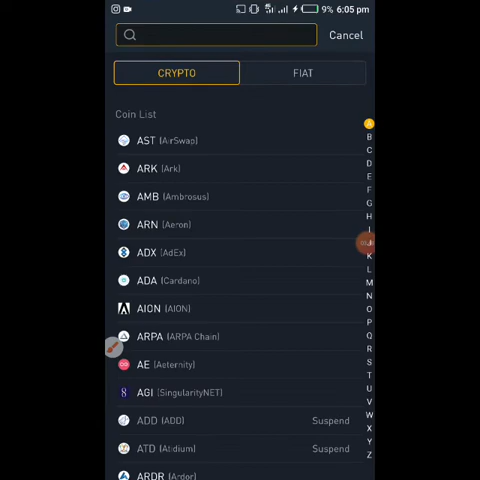 9% 6:05 pm
Cancel
CRYPTO FIAT
Coin List
A
B
C
D
E
F
G
H
I
J
K
L
M
N
O
P
Q
R
S
T
U
V
W
X
Y
Z
AST (AirSwap)
ARK (Ark)
AMB (Ambrosus)
ARN (Aeron)
ADX (AdEx)
ADA (Cardano)
AION (AION)
ARPA (ARPA Chain)
AE (Aeternity)
AGI (SingularityNET)
ADD (ADD) Suspend
ATD (Atidium) Suspend
ARDR (Ardor)